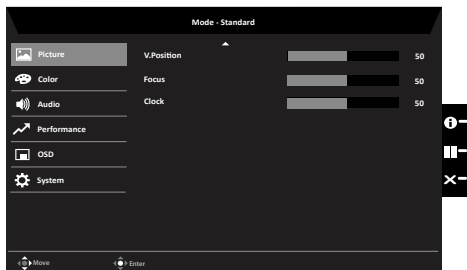 Mode - Standard
Picture
V.Position 50
Color
Focus 50
Audio
Clock 50
Performance
OSD
System
Move Enter